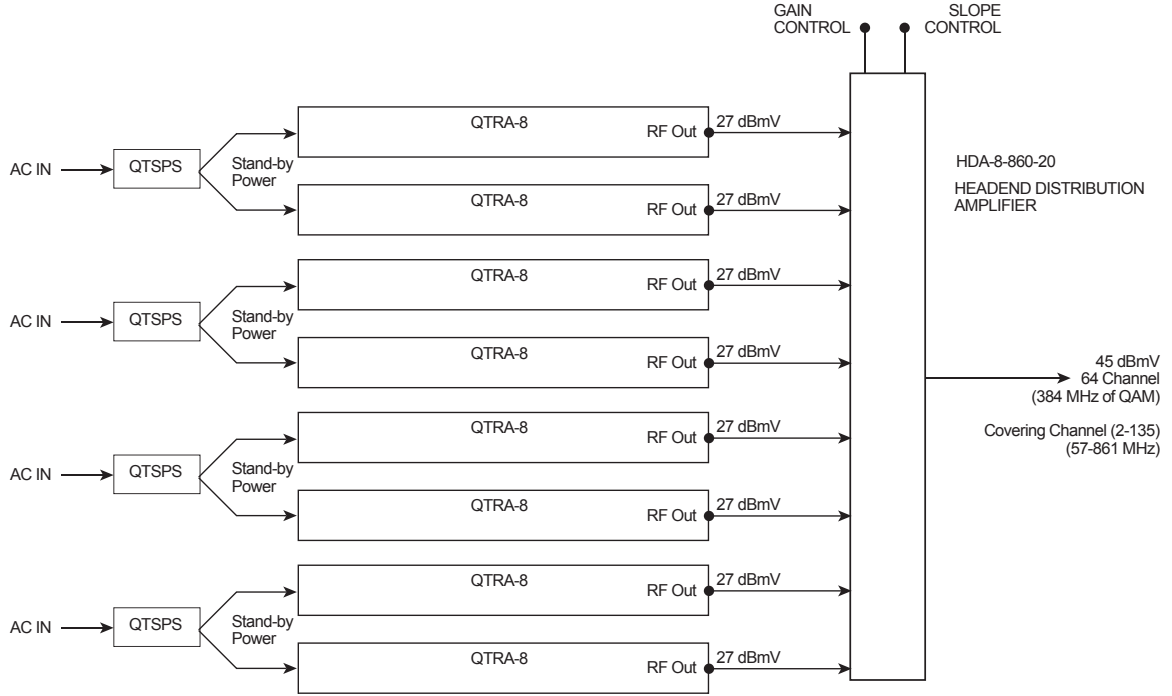 GAIN
CONTROL
SLOPE
CONTROL
QTRA-8
RF Out
27 dBmV
AC IN
QTSPS
Stand-by
Power
QTRA-8
RF Out
27 dBmV
HDA-8-860-20
HEADEND DISTRIBUTION
AMPLIFIER
QTRA-8
RF Out
27 dBmV
AC IN
QTSPS
Stand-by
Power
QTRA-8
RF Out
27 dBmV
45 dBmV
64 Channel
(384 MHz of QAM)
Covering Channel (2-135)
(57-861 MHz)
QTRA-8
RF Out
27 dBmV
AC IN
QTSPS
Stand-by
Power
QTRA-8
RF Out
27 dBmV
QTRA-8
RF Out
27 dBmV
AC IN
QTSPS
Stand-by
Power
QTRA-8
RF Out
27 dBmV